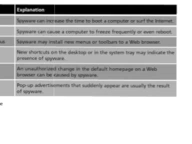 Explanation
Spyware can increase the time to boot a computer or surf the Internet.
Spyware can cause a computer to freeze frequently or even reboot.
Spyware may install new menus or toolbars to a Web browser.
New shortcuts on the desktop or in the system tray may indicate the
presence of spyware.
An unauthorized change in the default homepage on a Web
browser can be caused by spyware.
Pop-up advertisements that suddenly appear are usually the result
of spyware.